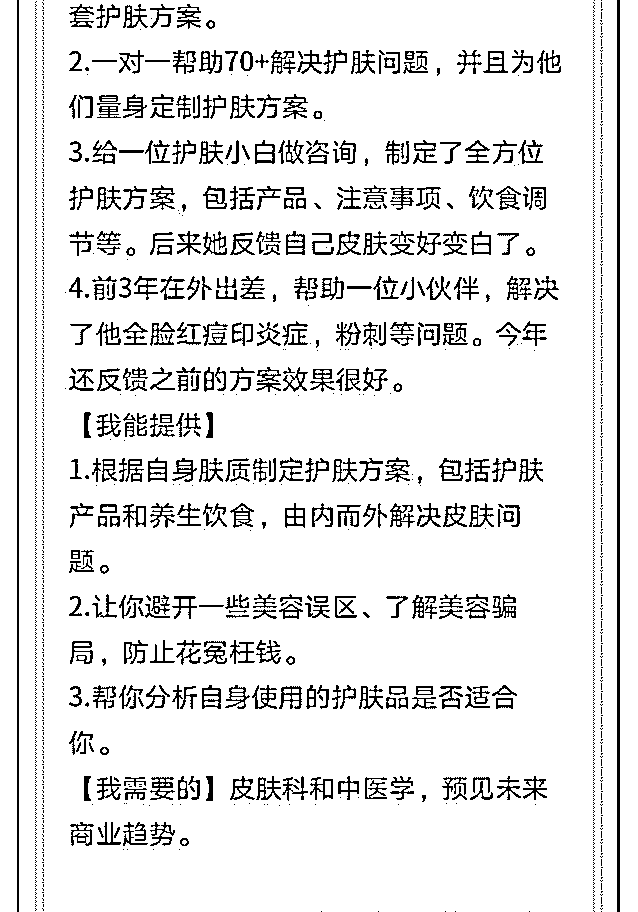 套护肤方案。
2.一对一帮助70+解决护肤问题，并且为他
们量身定制护肤方案。
3.给一位护肤小白做咨询，制定了全方位
护肤方案，包括产品、注意事项、饮食调
节等。后来她反馈自己皮肤变好变白了。
4.前3年在外出差，帮助一位小伙伴，解决
了他全脸红痘印炎症，粉刺等问题。今年
还反馈之前的方案效果很好。
【我能提供】
1.根据自身肤质制定护肤方案，包括护肤
产品和养生饮食，由内而外解决皮肤问
题。
2.让你避开一些美容误区、了解美容骗
局，防止花冤枉钱。
3.帮你分析自身使用的护肤品是否适合
你。
【我需要的】皮肤科和中医学，预见未来
商业趋势。